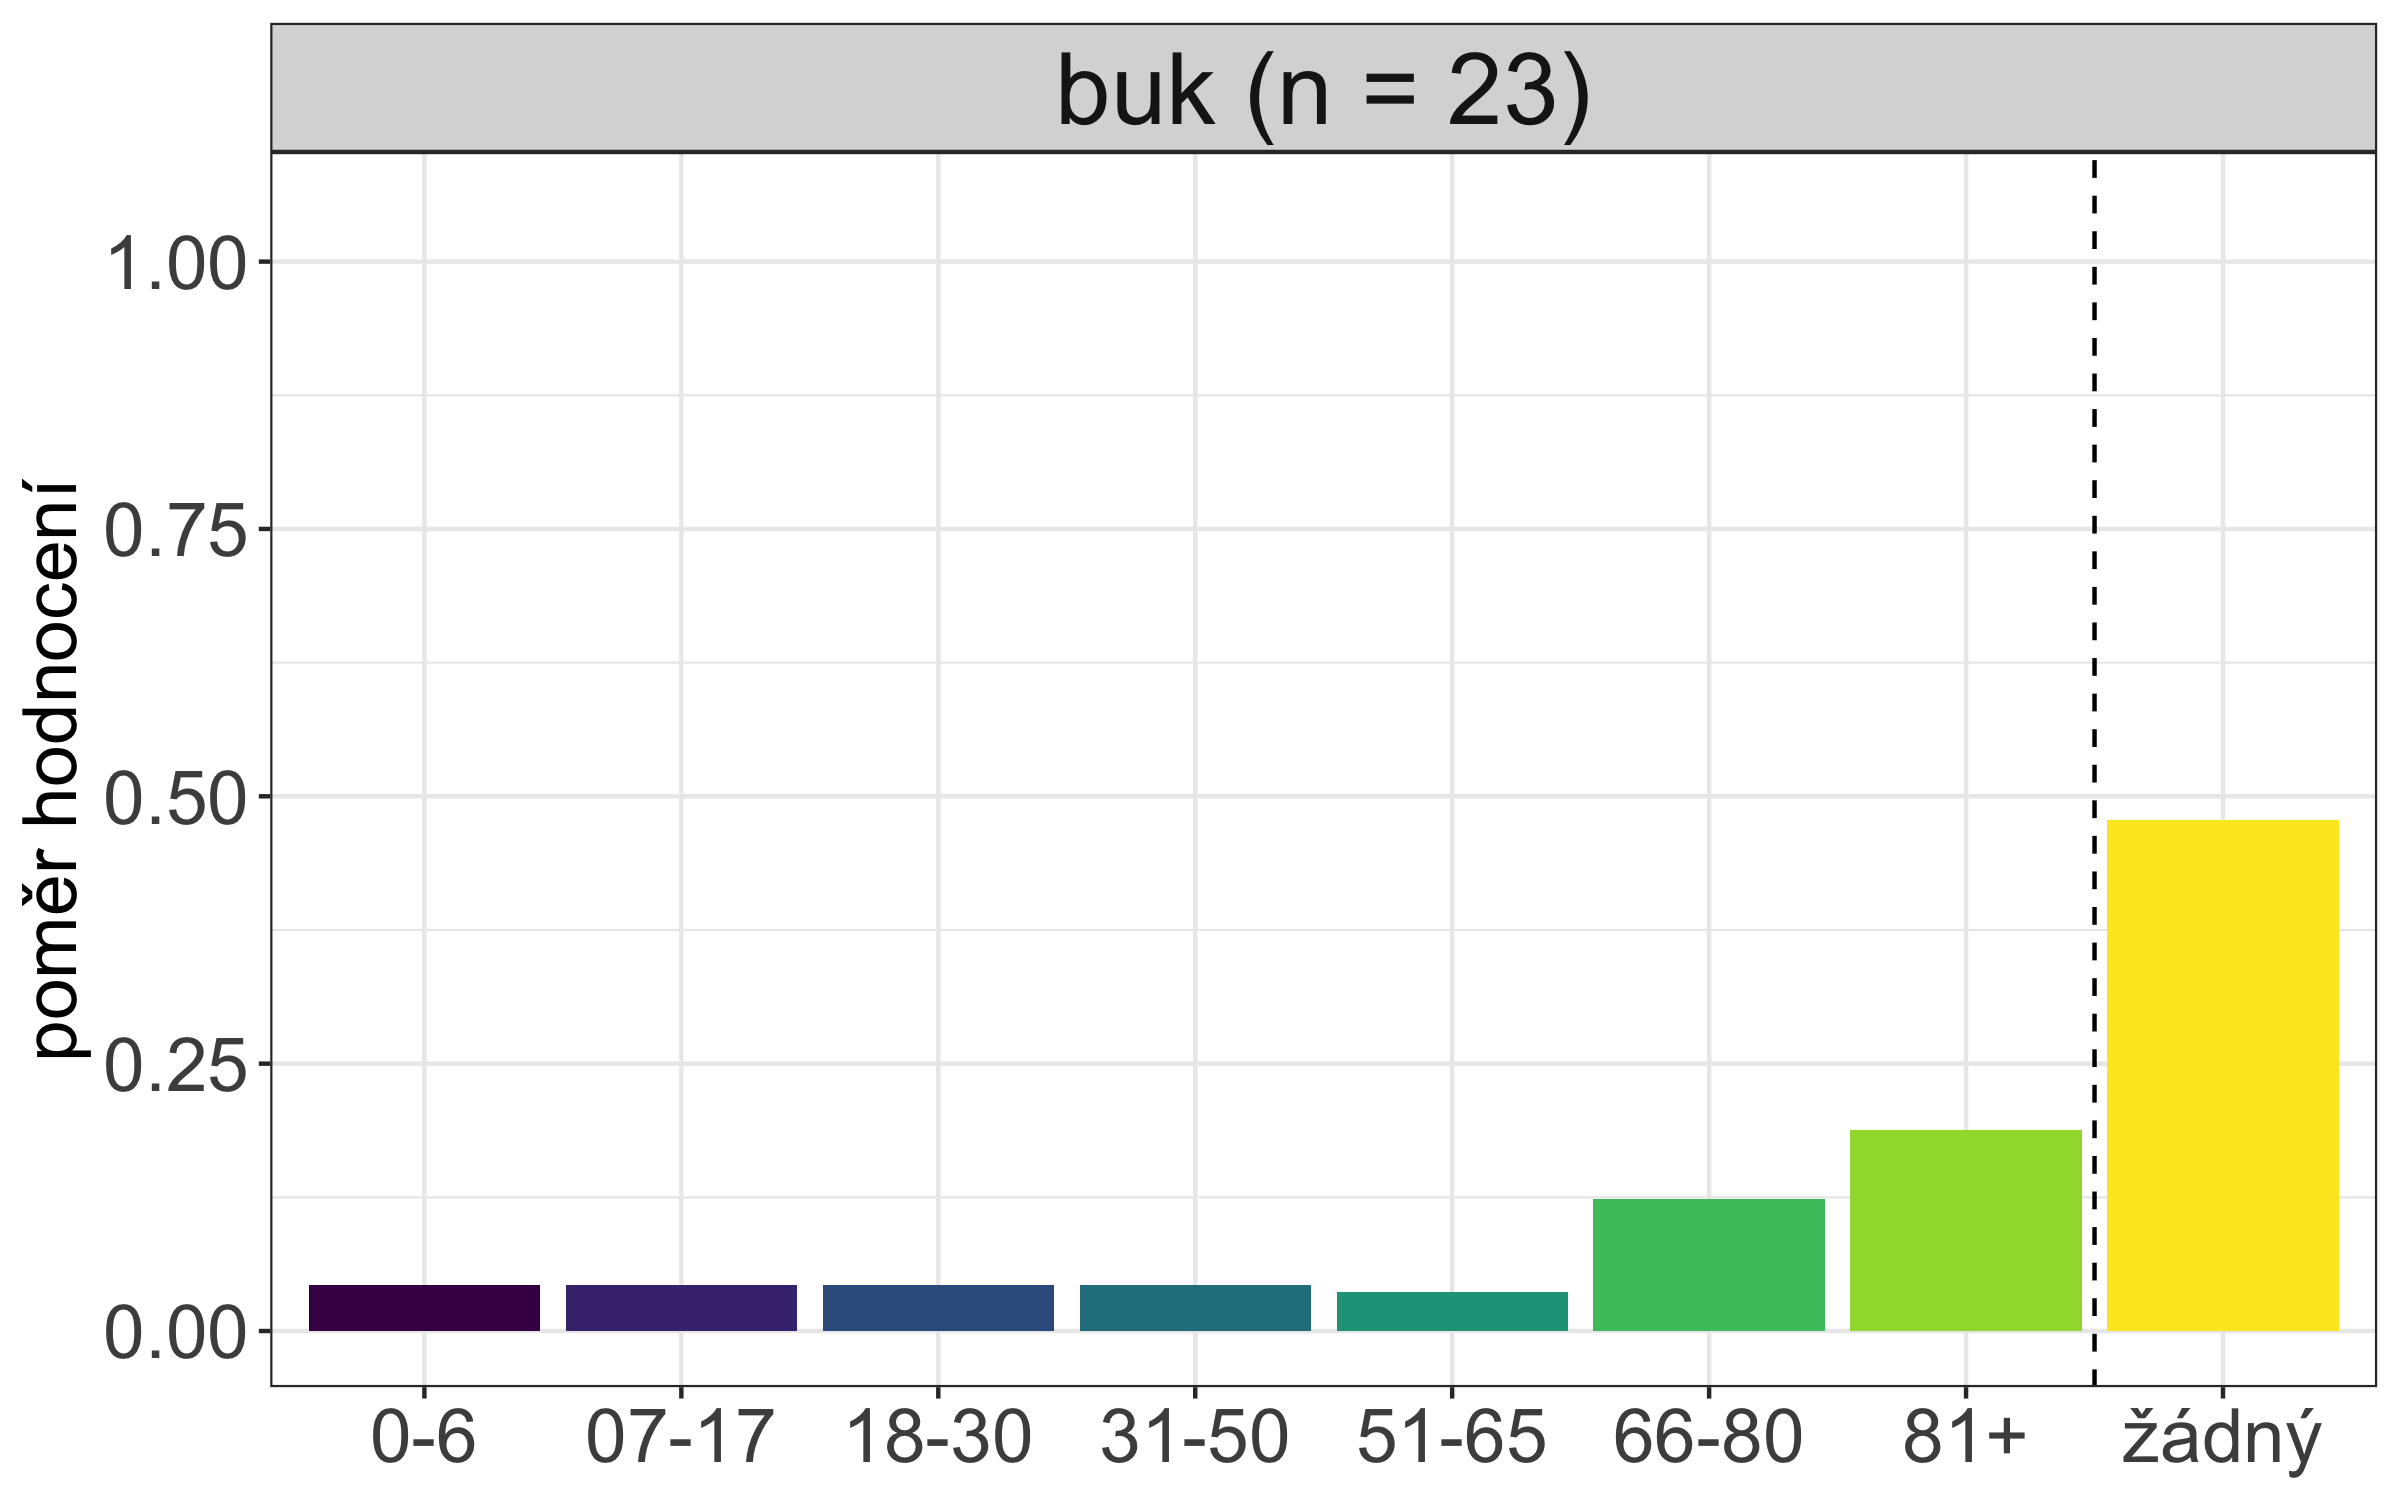 buk (n = 23)
poměr hodnocení
1.00
0.75
0.50
0.25
0.00
0-6 07-17 18-30 31-50 51-65 66-80 81+ žádný